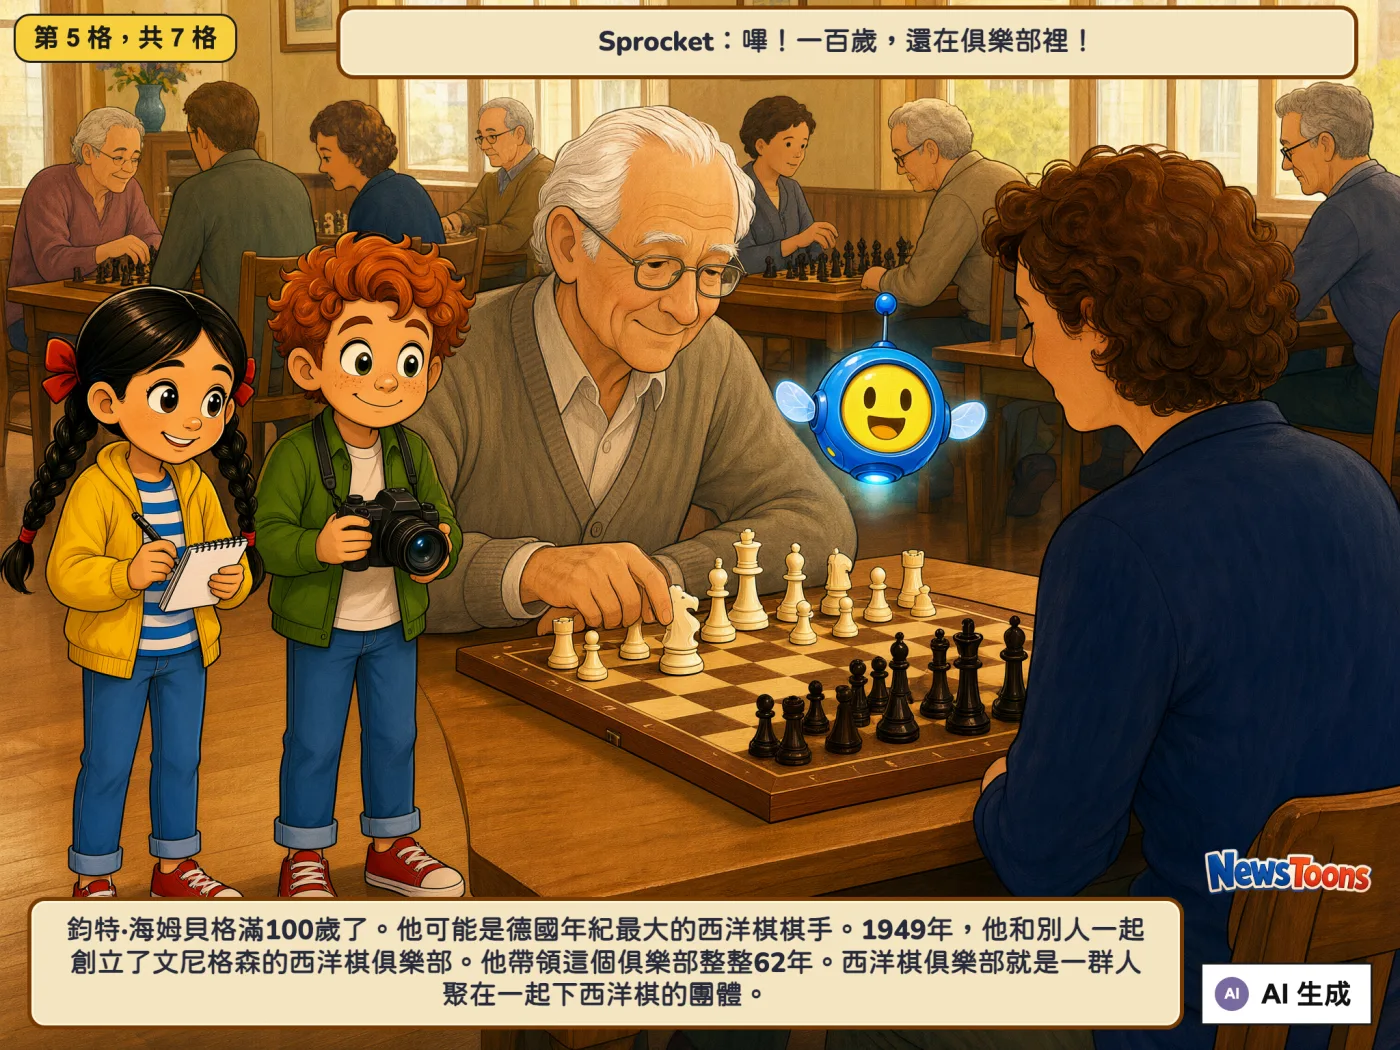 第 5 格，共 7 格
Sprocket：嗶！一百歲，還在俱樂部裡！
NEWSTOONS
鈞特·海姆貝格滿100歲了。他可能是德國年紀最大的西洋棋棋手。1949年，他和別人一起
創立了文尼格森的西洋棋俱樂部。他帶領這個俱樂部整整62年。西洋棋俱樂部就是一群人
聚在一起下西洋棋的團體。
AI AI 生成